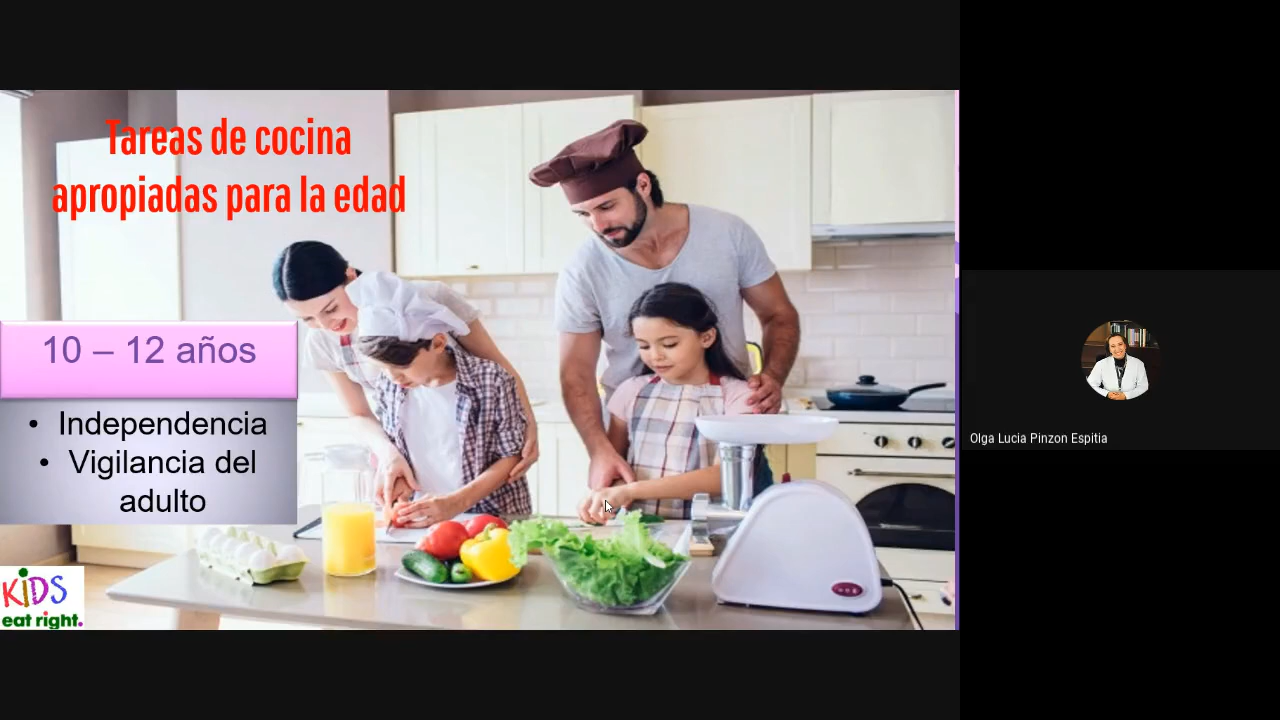 Tareas de cocina
apropiadas para la edad
10 – 12 años
• Independencia
• Vigilancia del
adulto
KiDS
eat right.
Olga Lucia Pinzon Espitia